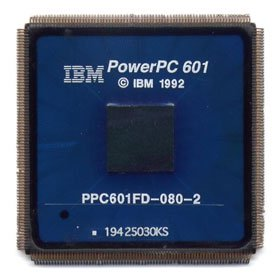 IBM PowerPC 601
© IBM 1992
PPC601FD-080-2
19425030KS